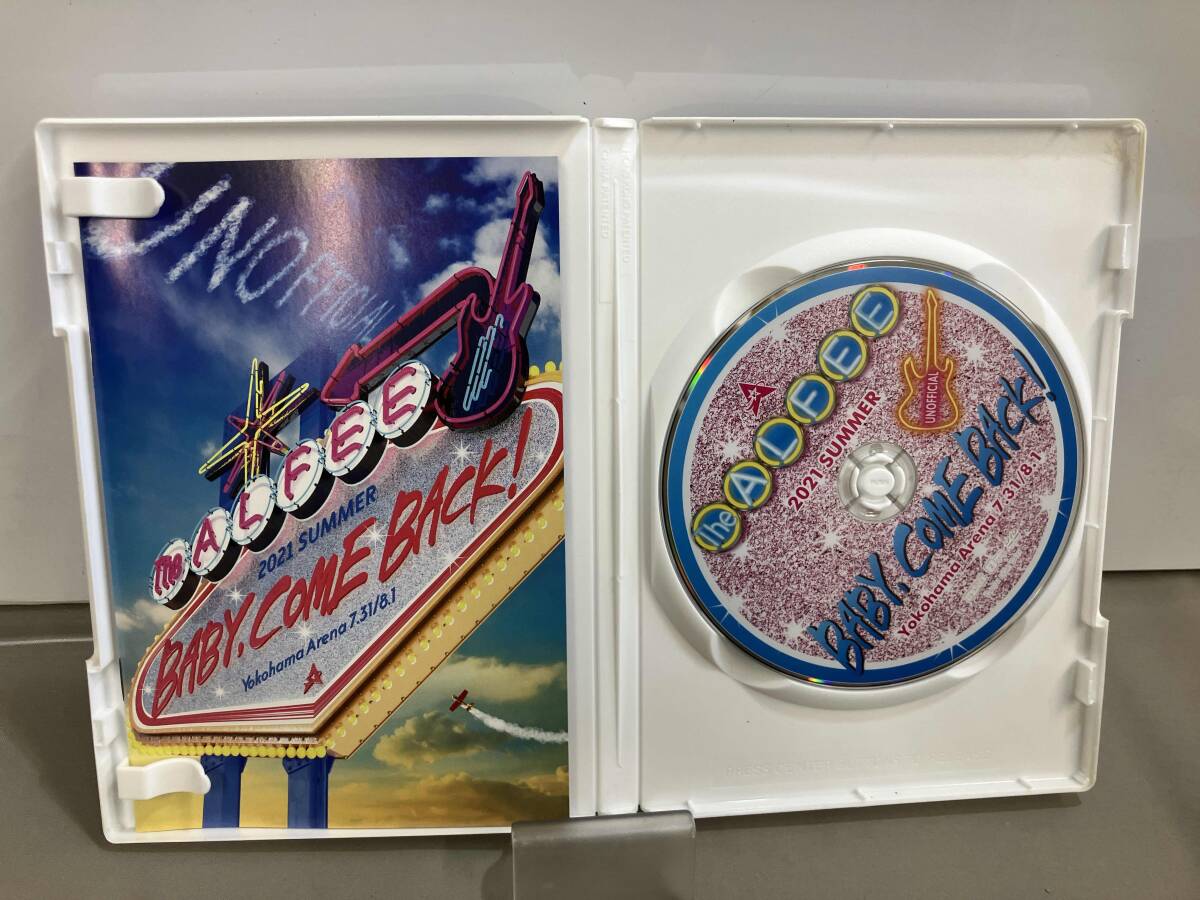 UNOFFICIAL
The ALFEE
2021 SUMMER
BABY, COME BACK!
Yokohama Arena 7.31/8.1
The ALFEE
2021 SUMMER
UNOFFICIAL
BABY, COME BACK!
Yokohama Arena 7.31/8.1